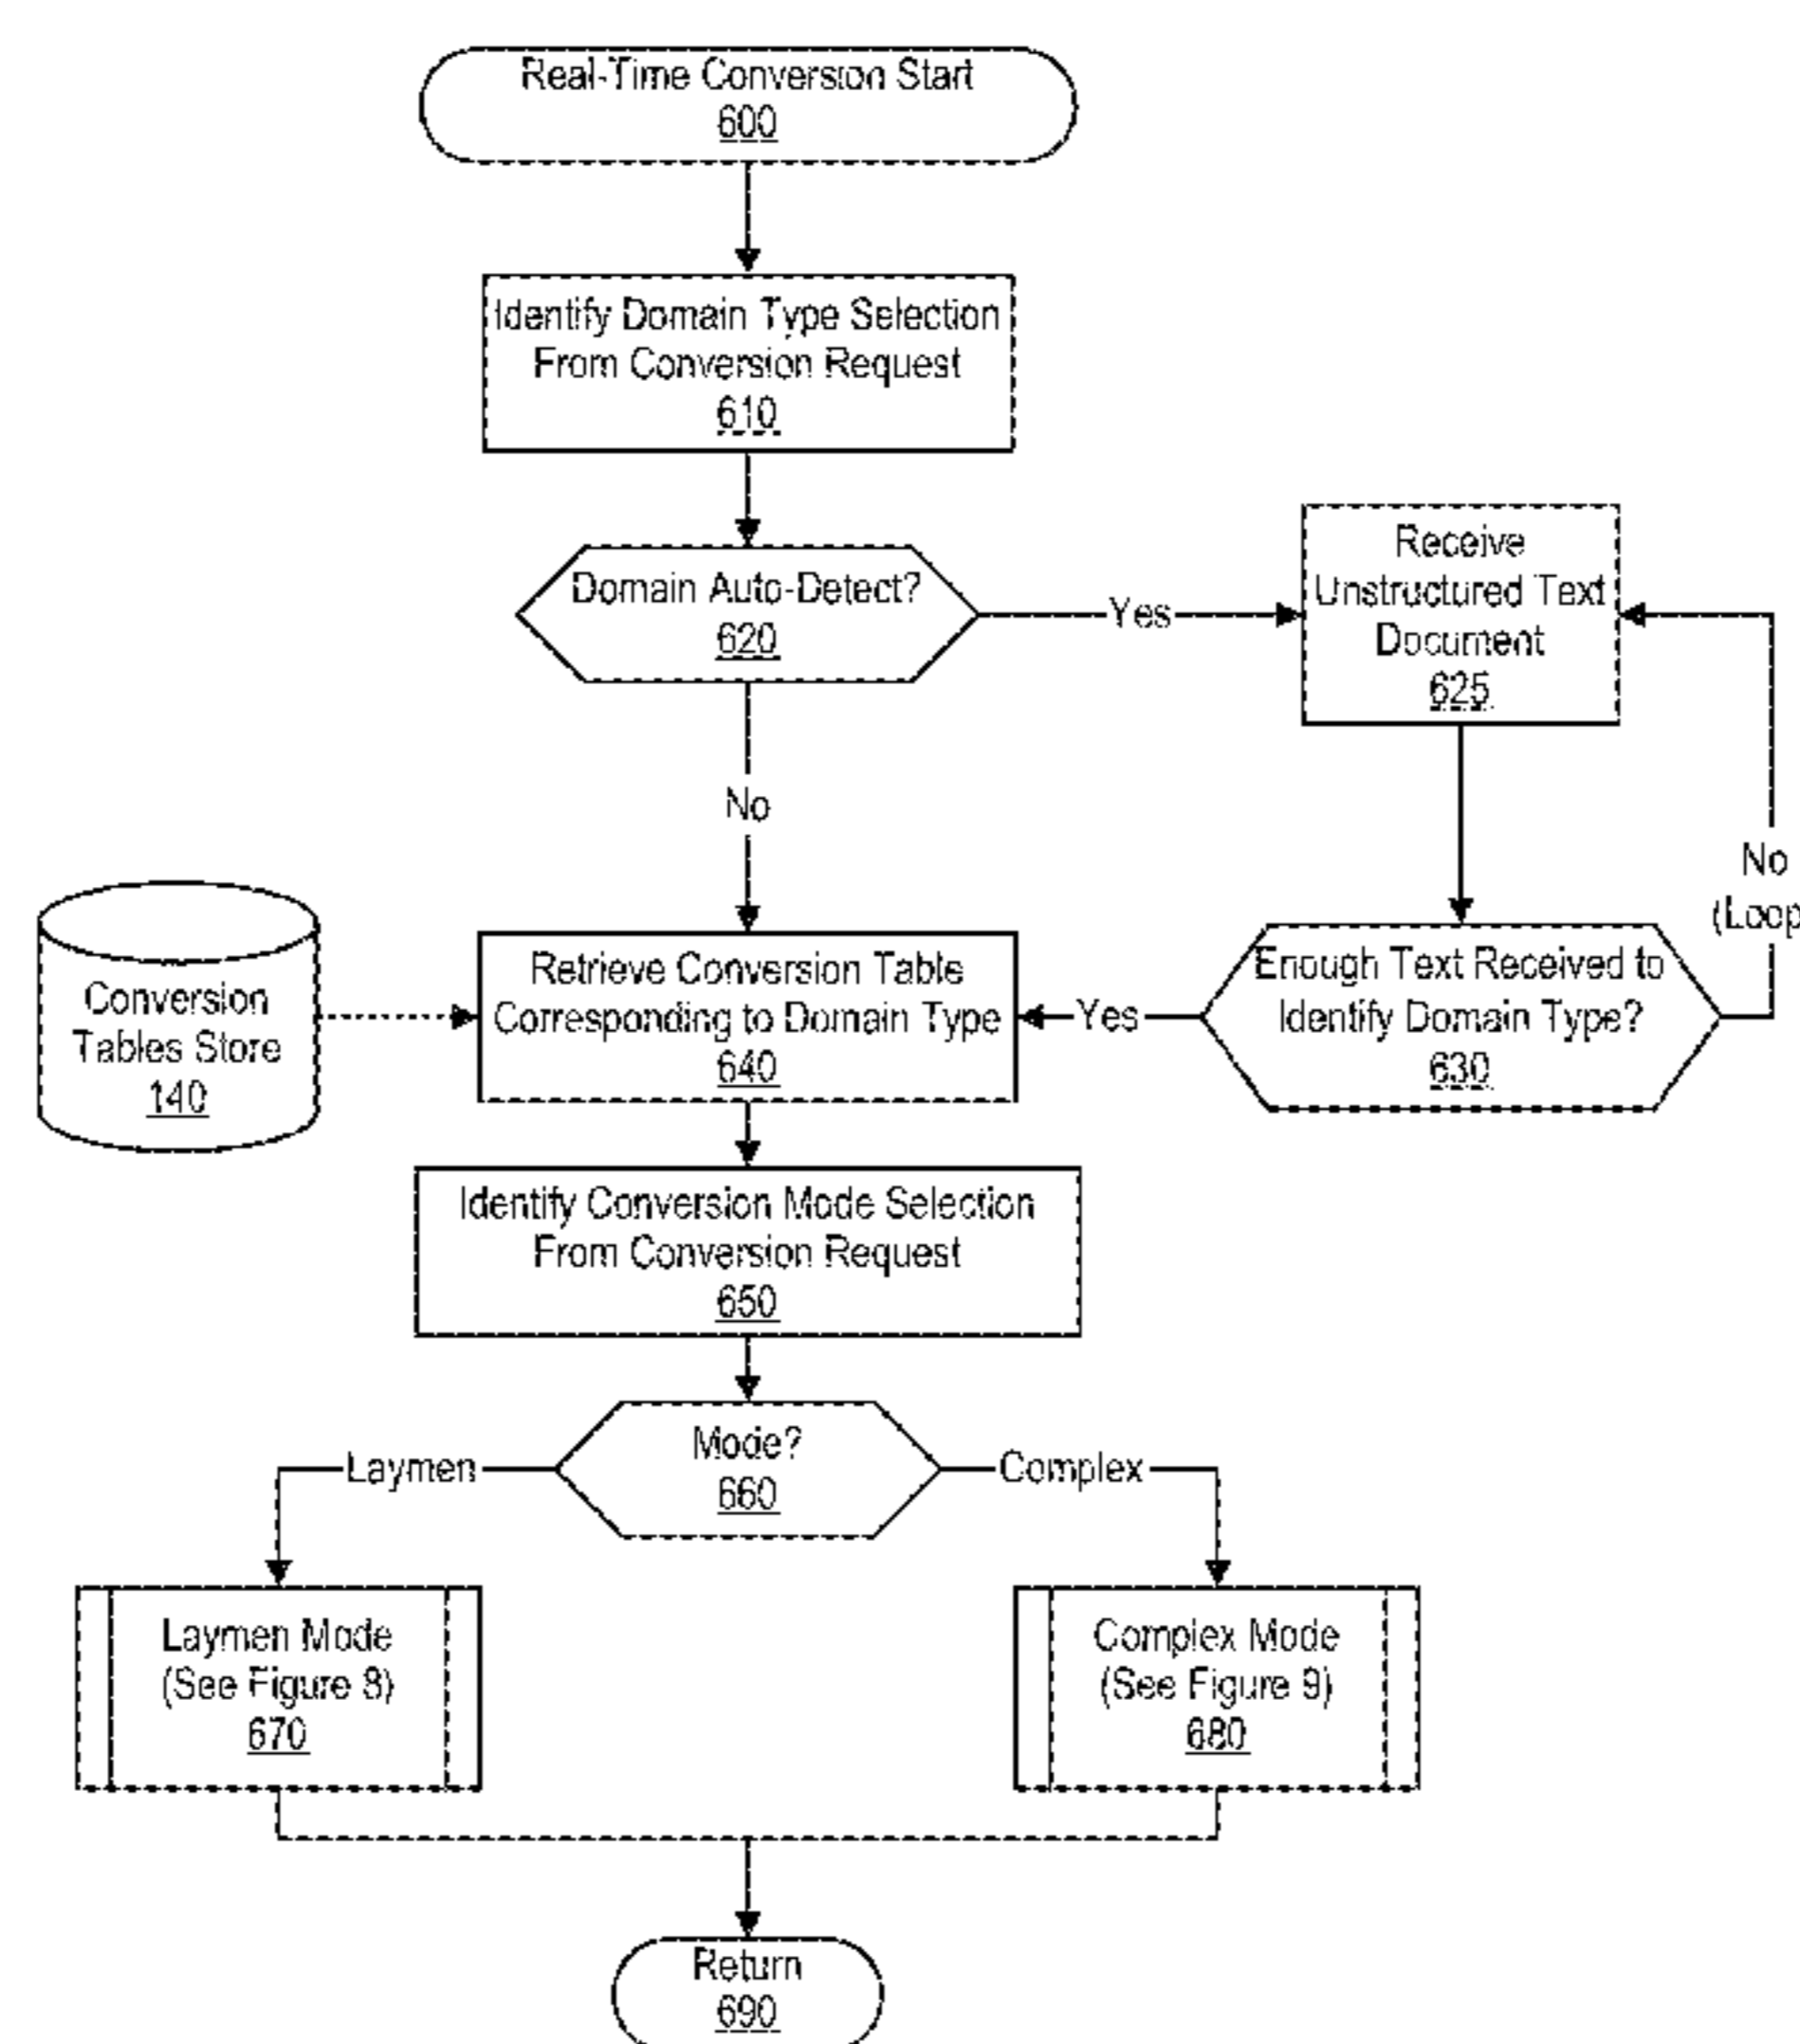 Real-Time Conversion Start
600
Identify Domain Type Selection
From Conversion Request
610
Domain Auto-Detect?
620
Yes
Receive
Unstructured Text
Document
625
No
No
(Loop
Conversion
Tables Store
140
Retrieve Conversion Table
Corresponding to Domain Type
640
Yes
Enough Text Received to
Identify Domain Type?
630
Identify Conversion Mode Selection
From Conversion Request
650
Mode?
660
Laymen
Complex
Laymen Mode
(See Figure 8)
670
Complex Mode
(See Figure 9)
680
Return
690